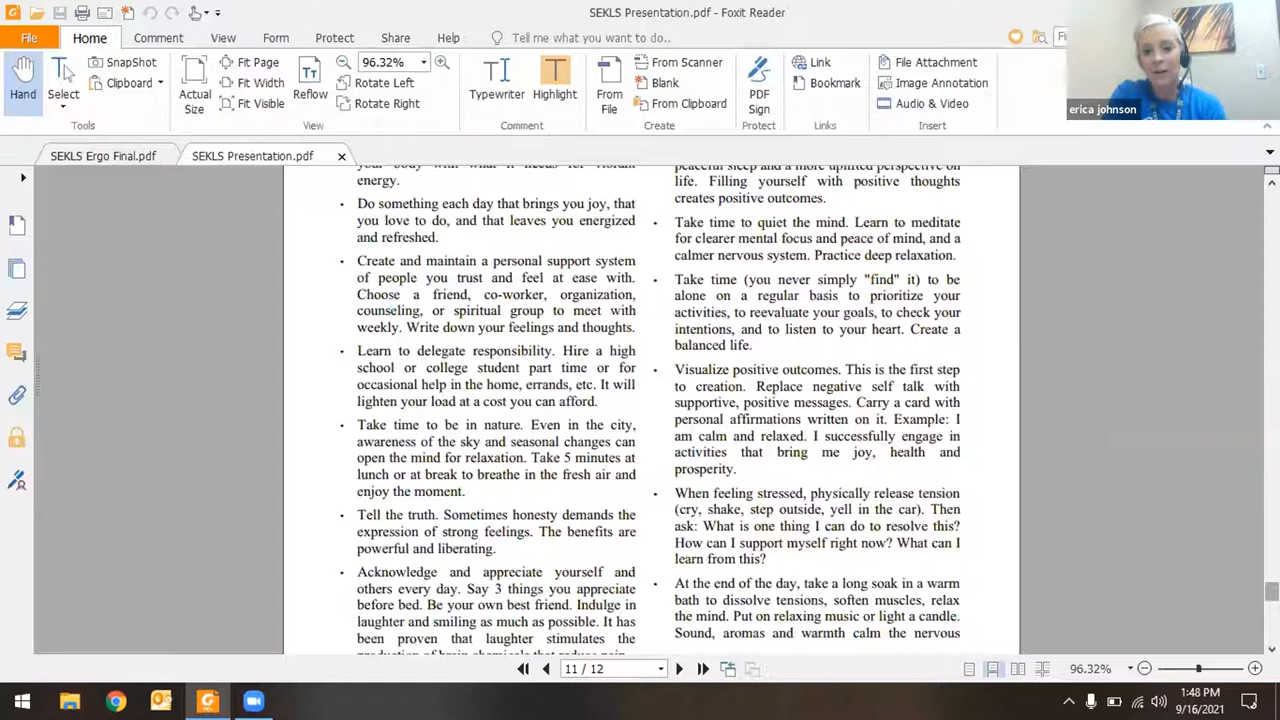 SEKLS Presentation.pdf - Foxit Reader
File
Home
Comment
View
Form
Protect
Share
Help
Tell me what you want to do..
Hand
Select
SnapShot
Clipboard
Tools
Actual
Size
Fit Page
Fit Width
Fit Visible
Reflow
96.32%
Rotate Left
Rotate Right
View
Typewriter
Highlight
Comment
From
File
From Scanner
Blank
From Clipboard
Create
PDF
Sign
Protect
Link
Bookmark
Links
File Attachment
Image Annotation
Audio & Video
Insert
erica johnson
SEKLS Ergo Final.pdf
SEKLS Presentation.pdf
your body with what it needs for vibrant
energy.
• Do something each day that brings you joy, that
you love to do, and that leaves you energized
and refreshed.
• Create and maintain a personal support system
of people you trust and feel at ease with.
Choose a friend, co-worker, organization,
counseling, or spiritual group to meet with
weekly. Write down your feelings and thoughts.
• Learn to delegate responsibility. Hire a high
school or college student part time or for
occasional help in the home, errands, etc. It will
lighten your load at a cost you can afford.
• Take time to be in nature. Even in the city,
awareness of the sky and seasonal changes can
open the mind for relaxation. Take 5 minutes at
lunch or at break to breathe in the fresh air and
enjoy the moment.
• Tell the truth. Sometimes honesty demands the
expression of strong feelings. The benefits are
powerful and liberating.
• Acknowledge and appreciate yourself and
others every day. Say 3 things you appreciate
before bed. Be your own best friend. Indulge in
laughter and smiling as much as possible. It has
been proven that laughter stimulates the
production of brain chemicals that reduce pain
peaceful sleep and a more uplifted perspective on
life. Filling yourself with positive thoughts
creates positive outcomes.
• Take time to quiet the mind. Learn to meditate
for clearer mental focus and peace of mind, and a
calmer nervous system. Practice deep relaxation.
• Take time (you never simply "find" it) to be
alone on a regular basis to prioritize your
activities, to reevaluate your goals, to check your
intentions, and to listen to your heart. Create a
balanced life.
• Visualize positive outcomes. This is the first step
to creation. Replace negative self talk with
supportive, positive messages. Carry a card with
personal affirmations written on it. Example: I
am calm and relaxed. I successfully engage in
activities that bring me joy, health and
prosperity.
• When feeling stressed, physically release tension
(cry, shake, step outside, yell in the car). Then
ask: What is one thing I can do to resolve this?
How can I support myself right now? What can I
learn from this?
• At the end of the day, take a long soak in a warm
bath to dissolve tensions, soften muscles, relax
the mind. Put on relaxing music or light a candle.
Sound, aromas and warmth calm the nervous
11 / 12
96.32%
1:48 PM
9/16/2021